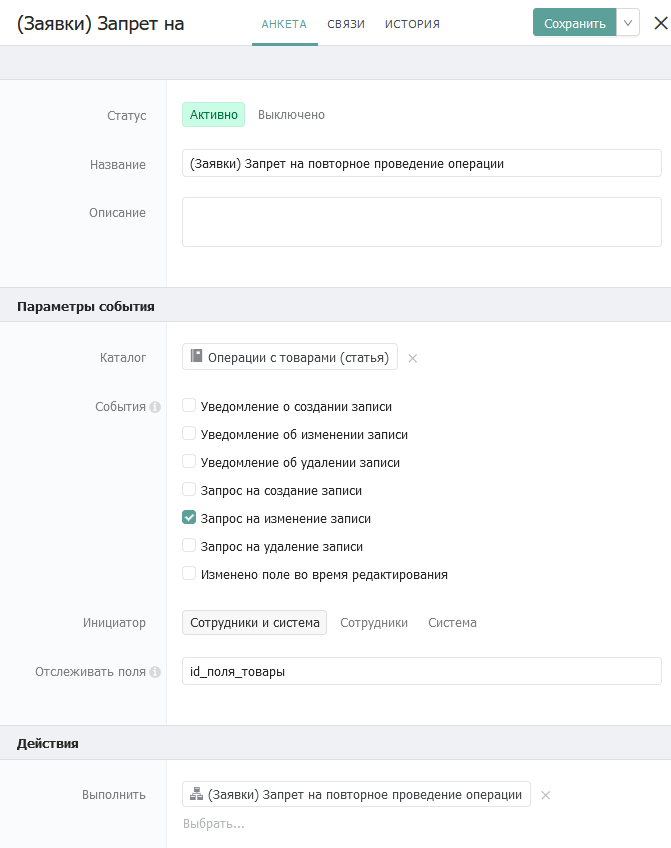 (Заявки) Запрет на
АНКЕТА СВЯЗИ ИСТОРИЯ
Сохранить
Статус Активно Выключено
Название (Заявки) Запрет на повторное проведение операции
Описание
Параметры события
Каталог Операции с товарами (статья)
События
Уведомление о создании записи
Уведомление об изменении записи
Уведомление об удалении записи
Запрос на создание записи
Запрос на изменение записи
Запрос на удаление записи
Изменено поле во время редактирования
Инициатор Сотрудники и система Сотрудники Система
Отслеживать поля id_поля_товары
Действия
Выполнить (Заявки) Запрет на повторное проведение операции
Выбрать...